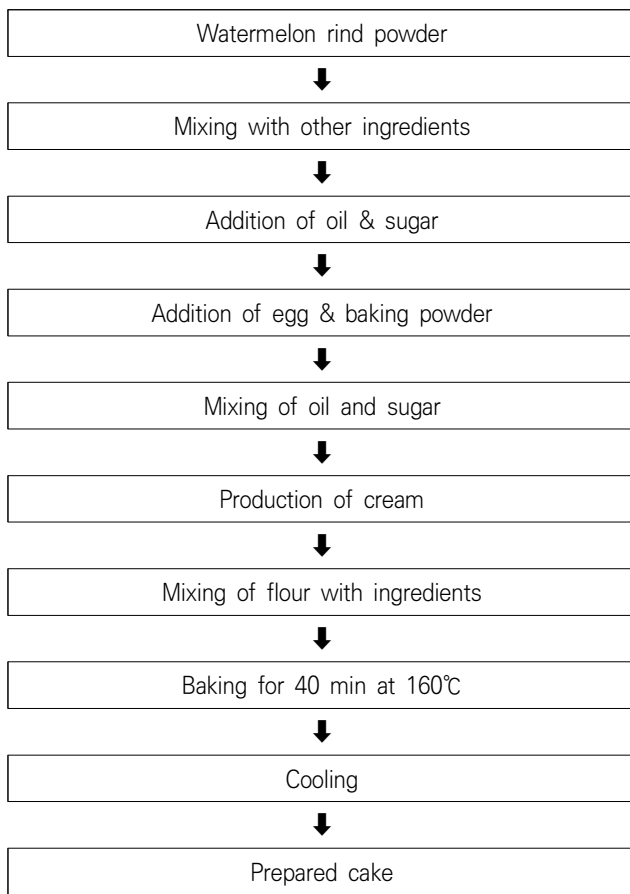 Watermelon rind powder
Mixing with other ingredients
Addition of oil & sugar
Addition of egg & baking powder
Mixing of oil and sugar
Production of cream
Mixing of flour with ingredients
Baking for 40 min at 160℃
Cooling
Prepared cake